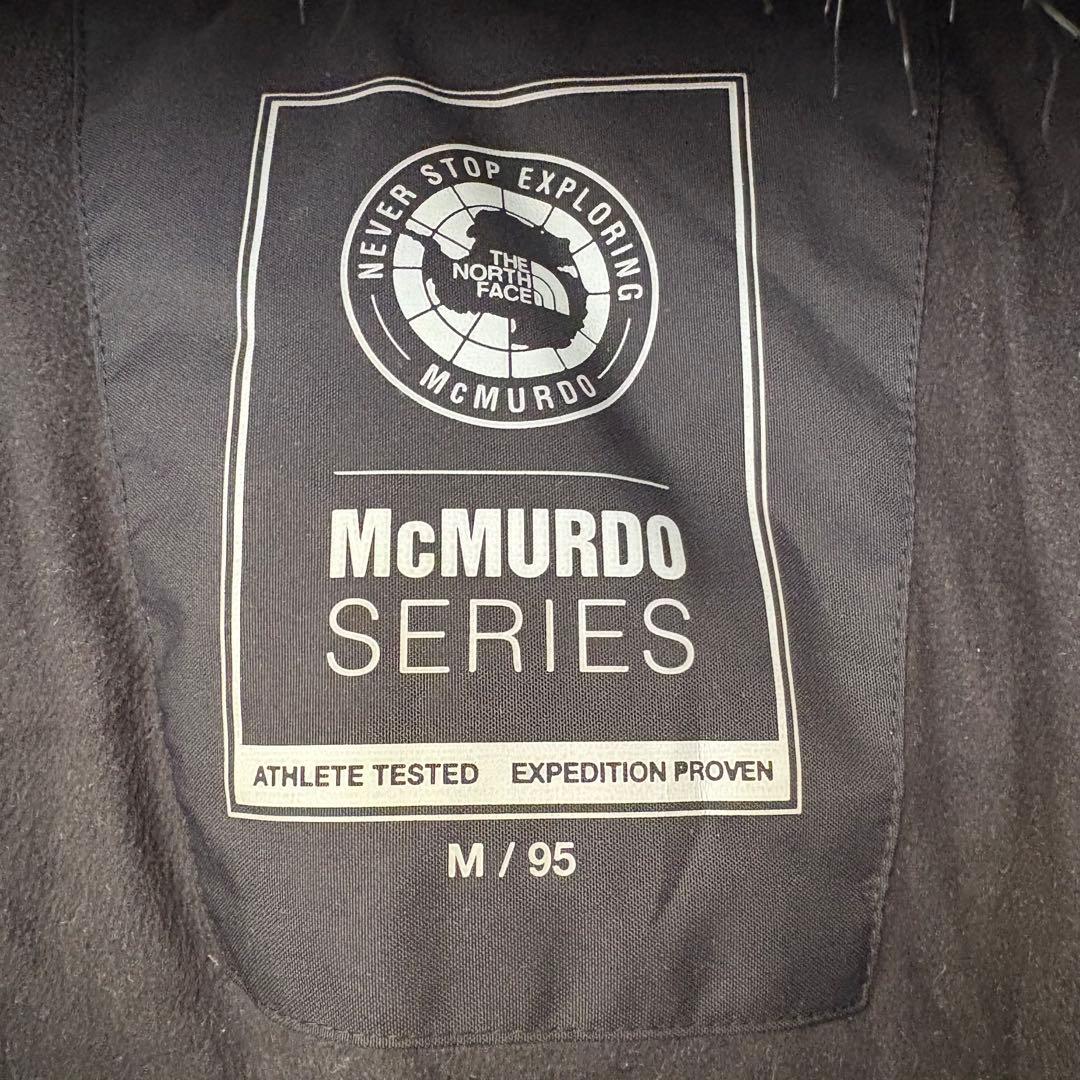 NEVER STOP EXPLORING
THE
NORTH
FACE
McMURDO
McMURDO
SERIES
ATHLETE TESTED EXPEDITION PROVEN
M / 95